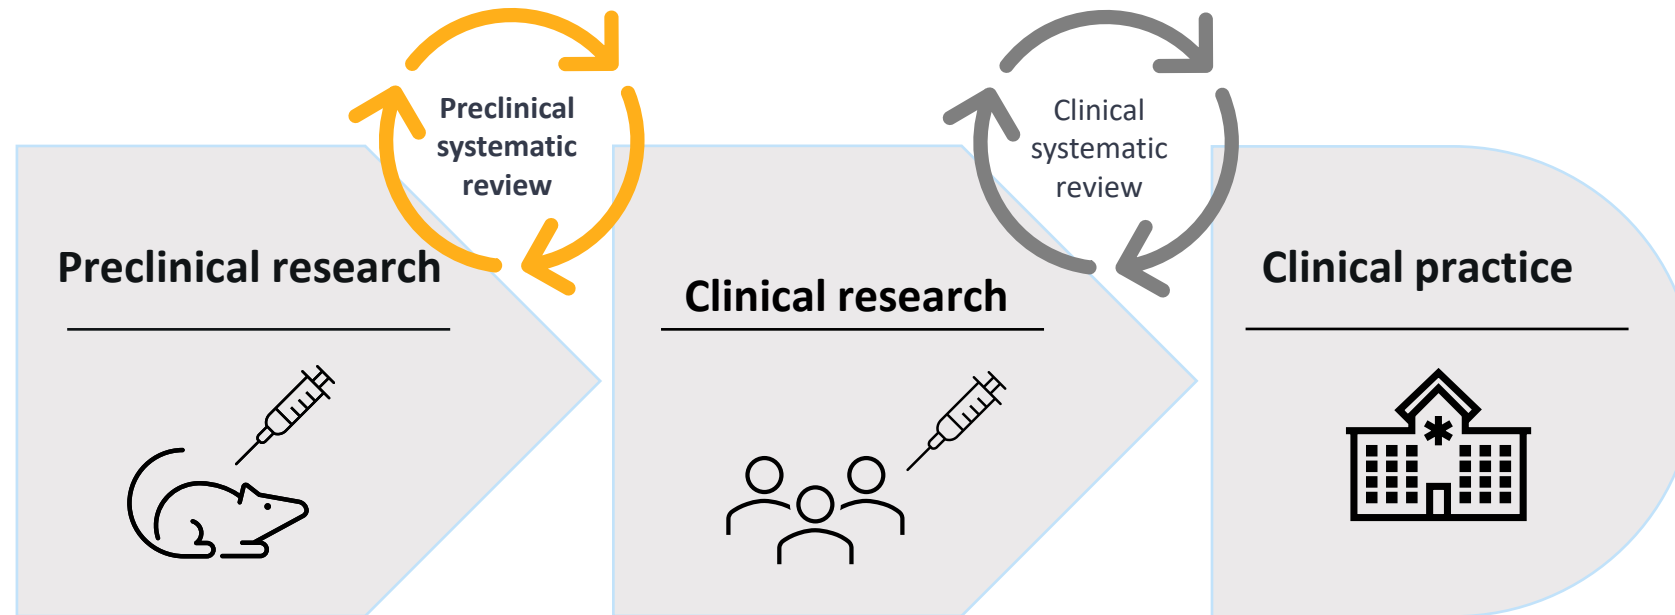 Preclinical
systematic
review
Clinical
systematic
review
Preclinical research
Clinical research
Clinical practice